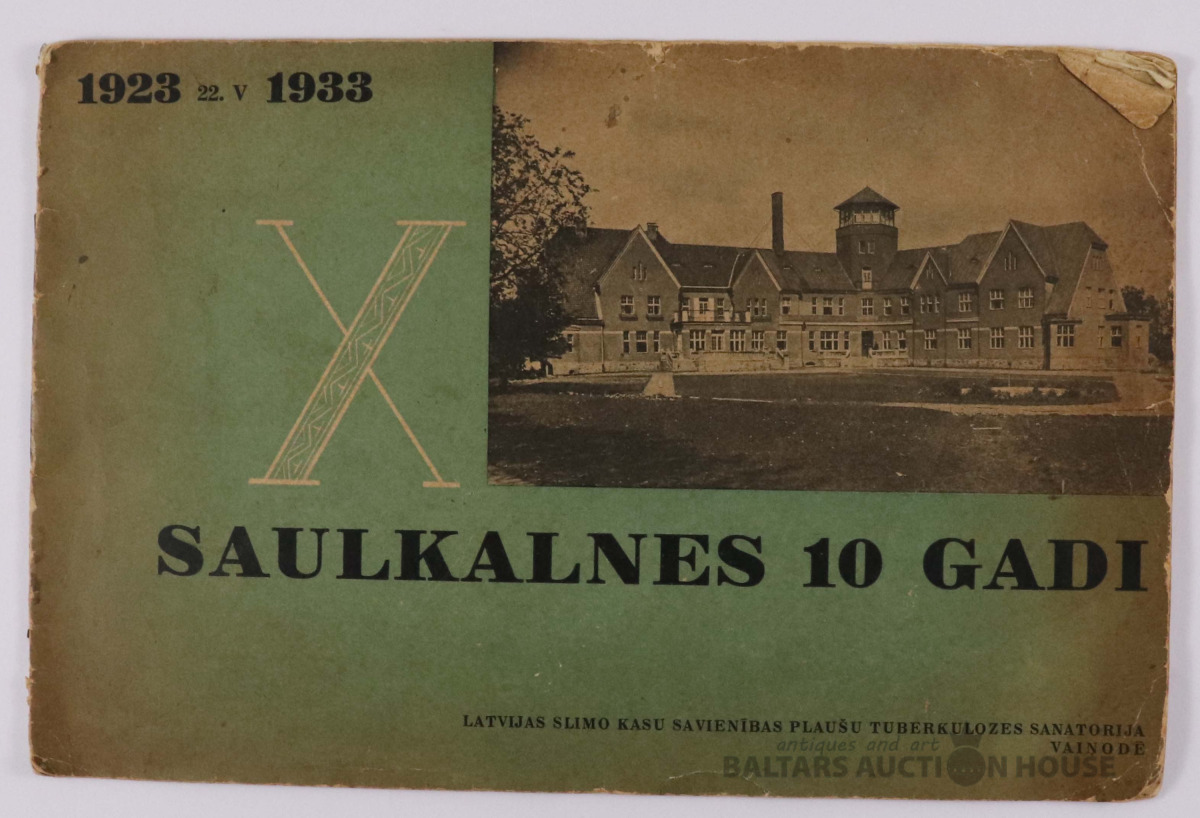 1923 22. V 1933
X
SAULKALNES 10 GADI
LATVIJAS SLIMO KASU SAVIENĪBAS PLAUŠU TUBERKULOZES SANATORIJA
VAIŅODĒ
antiques and art
BALTARS AUCTION HOUSE